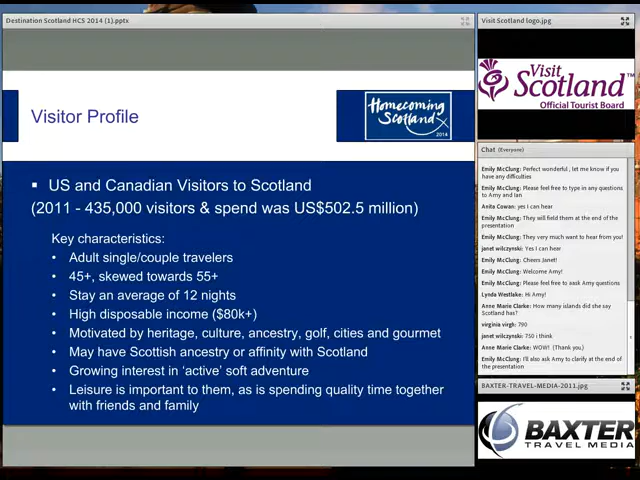 Destination Scotland HCS 2014 (1).pptx
Visitor Profile
Homecoming
Scotland
2014
▪ US and Canadian Visitors to Scotland
(2011 - 435,000 visitors & spend was US$502.5 million)
Key characteristics:
• Adult single/couple travelers
• 45+, skewed towards 55+
• Stay an average of 12 nights
• High disposable income ($80k+)
• Motivated by heritage, culture, ancestry, golf, cities and gourmet
• May have Scottish ancestry or affinity with Scotland
• Growing interest in ‘active’ soft adventure
• Leisure is important to them, as is spending quality time together
with friends and family
Visit Scotland logo.jpg
Visit
Scotland™
Official Tourist Board
Chat (Everyone)
Emily McClung: Perfect wonderful , let me know if you
have any difficulties
Emily McClung: Please feel free to type in any questions
to Amy and Ian
Anita Cowan: yes I can hear
Emily McClung: They will field them at the end of the
presentation
Emily McClung: They very much want to hear from you!
janet wilczynski: Yes I can hear
Emily McClung: Cheers Janet!
Emily McClung: Welcome Amy!
Emily McClung: Please feel free to aask Amy questions
Lynda Westlake: Hi Amy!
Anne Marie Clarke: How many islands did she say
Scotland has?
virginia virgh: 790
janet wilczynski: 750 i think
Anne Marie Clarke: WOW! (Thank you)
Emily McClung: I'll also ask Amy to clarify at the end of
the presentation
BAXTER-TRAVEL-MEDIA-2011.jpg
BAXTER
TRAVEL MEDIA